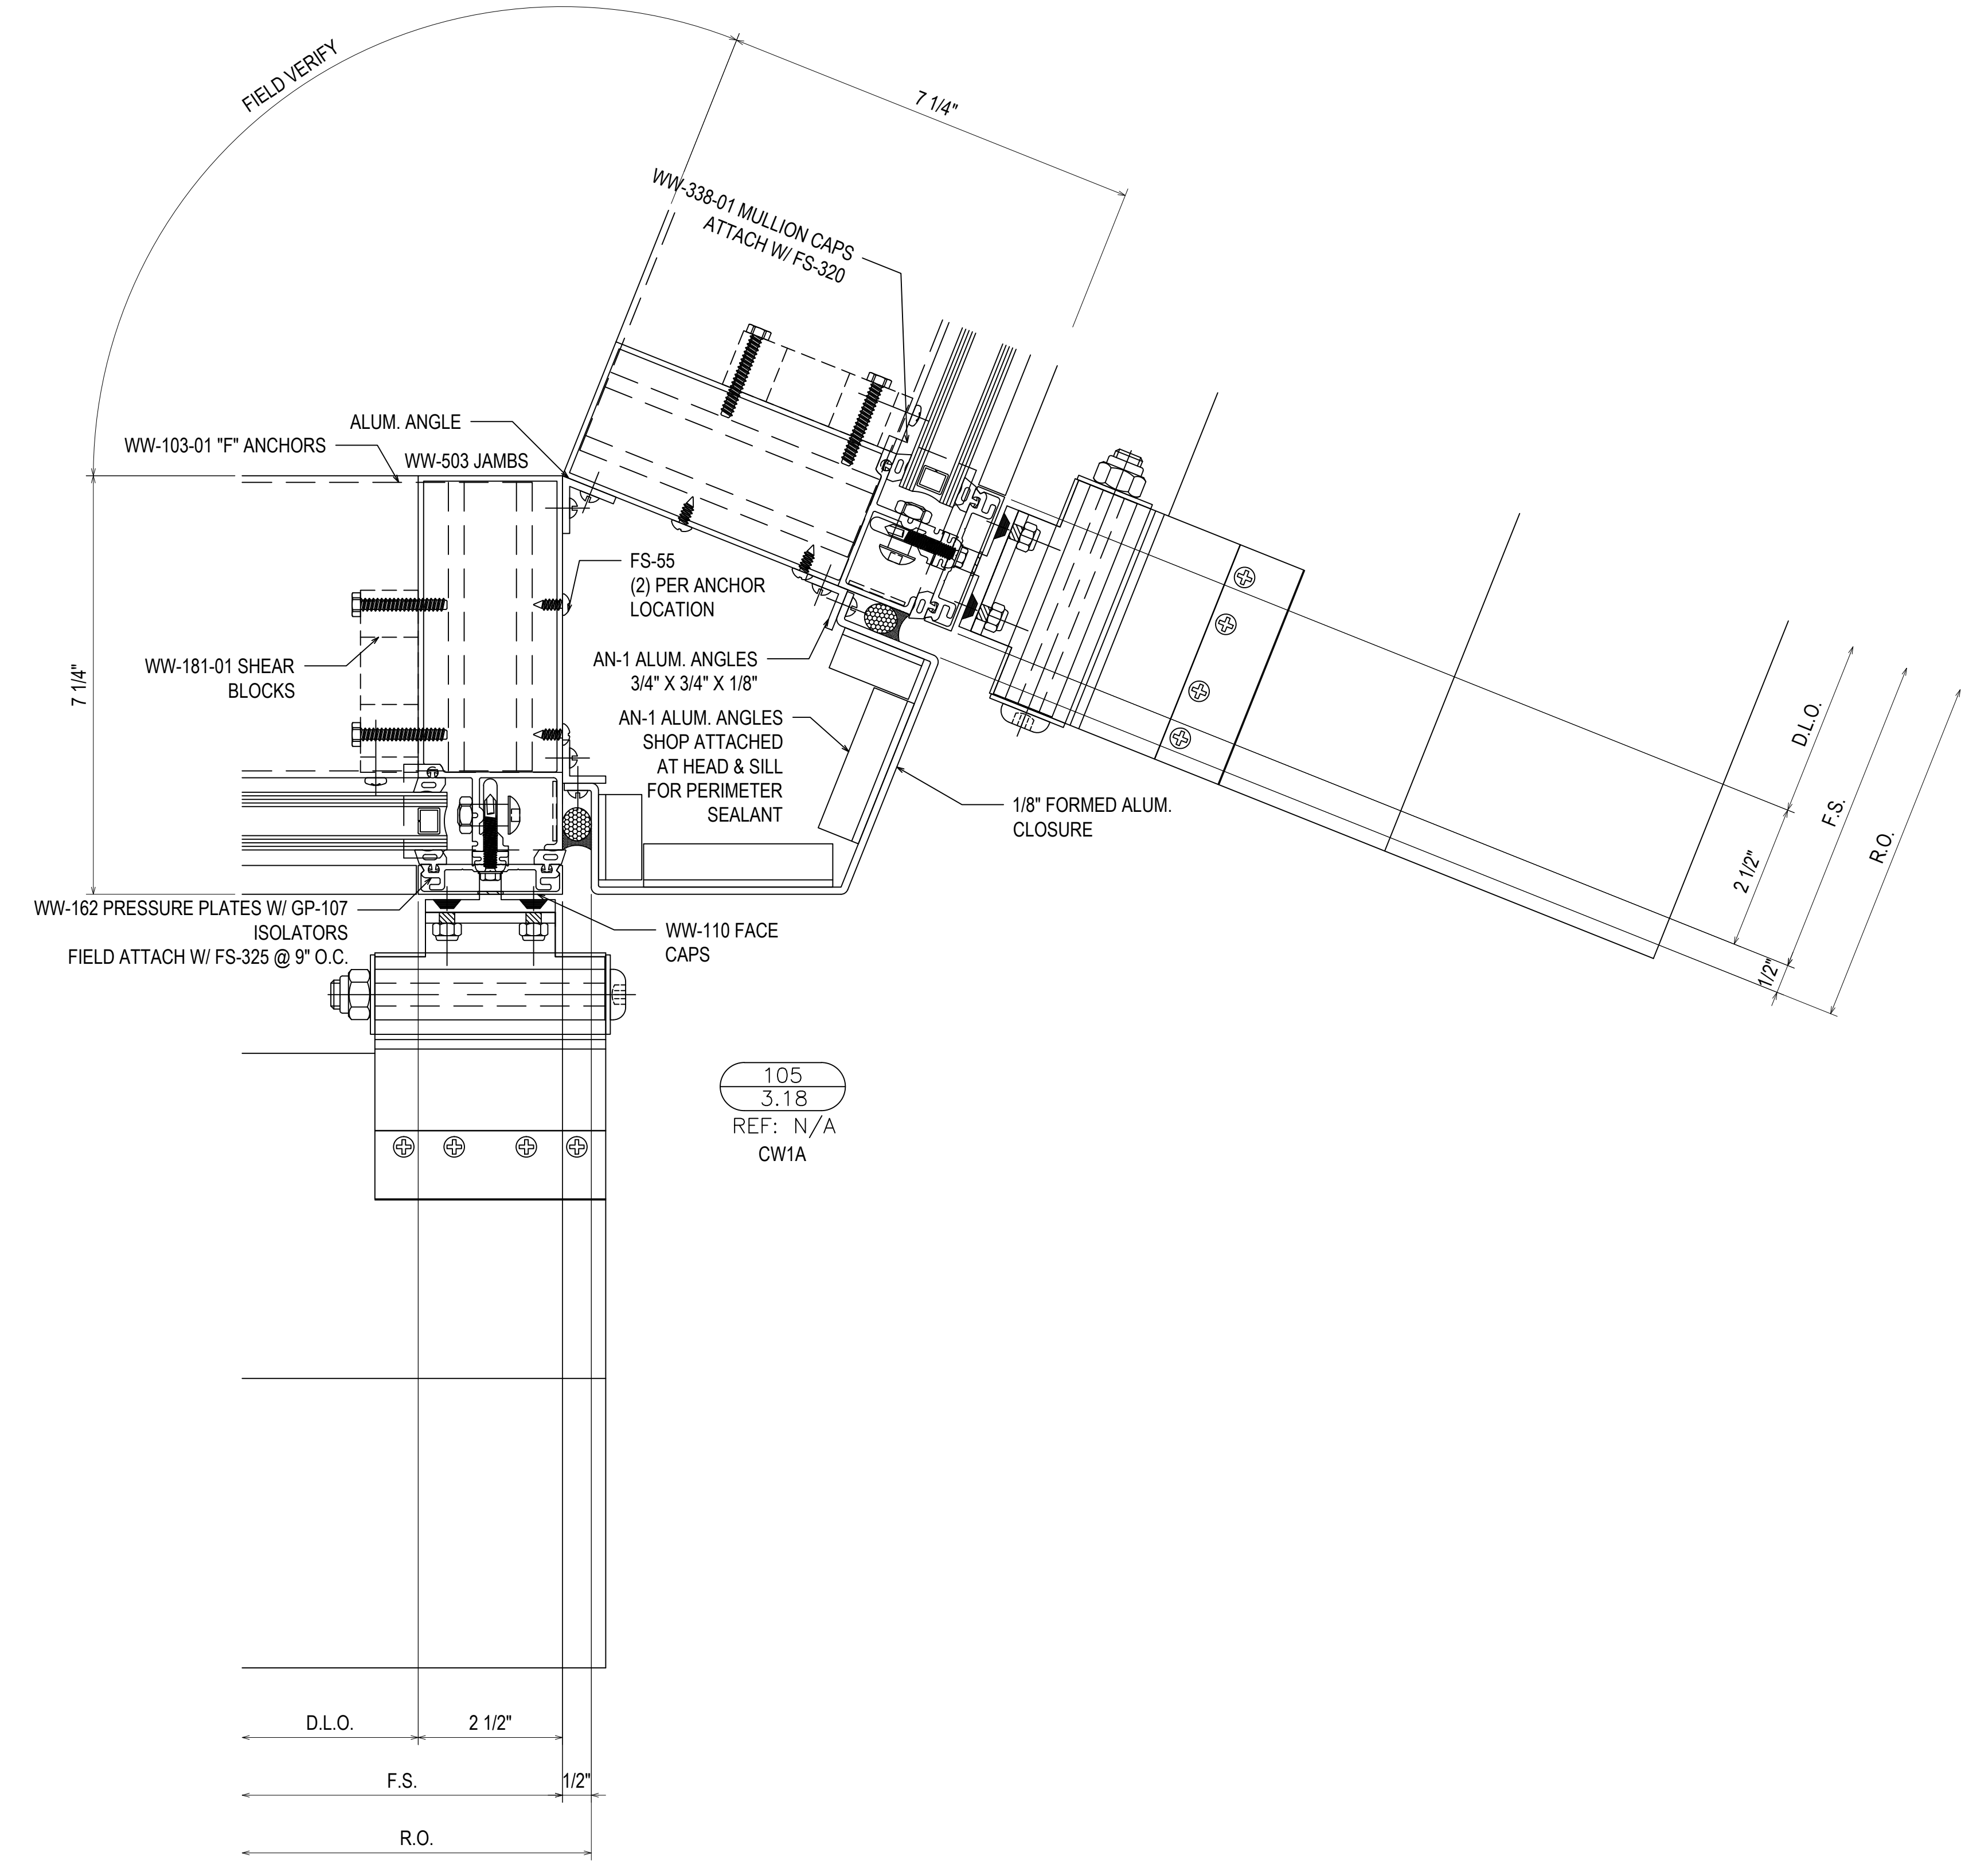 FIELD VERIFY
7 1/4"
WW-338-01 MULLION CAPS
ATTACH W/ FS-320
ALUM. ANGLE
WW-103-01 "F" ANCHORS
WW-503 JAMBS
FS-55
(2) PER ANCHOR
LOCATION
7 1/4"
WW-181-01 SHEAR
BLOCKS
AN-1 ALUM. ANGLES
3/4" X 3/4" X 1/8"
AN-1 ALUM. ANGLES
SHOP ATTACHED
AT HEAD & SILL
FOR PERIMETER
SEALANT
1/8" FORMED ALUM.
CLOSURE
D.L.O.
F.S.
R.O.
2 1/2"
1/2"
WW-162 PRESSURE PLATES W/ GP-107
ISOLATORS
FIELD ATTACH W/ FS-325 @ 9" O.C.
WW-110 FACE
CAPS
105
3.18
REF: N/A
CW1A
D.L.O.
2 1/2"
F.S.
1/2"
R.O.